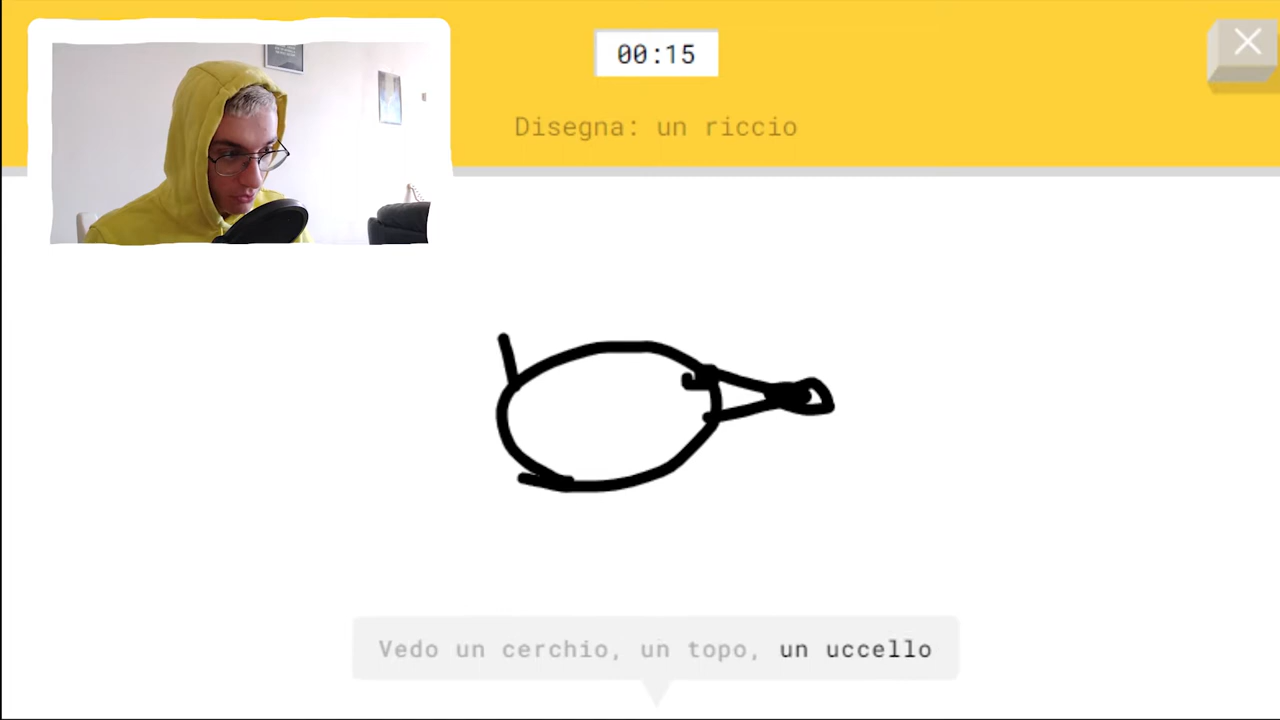 00:15
Disegna: un riccio
Vedo un cerchio, un topo, un uccello